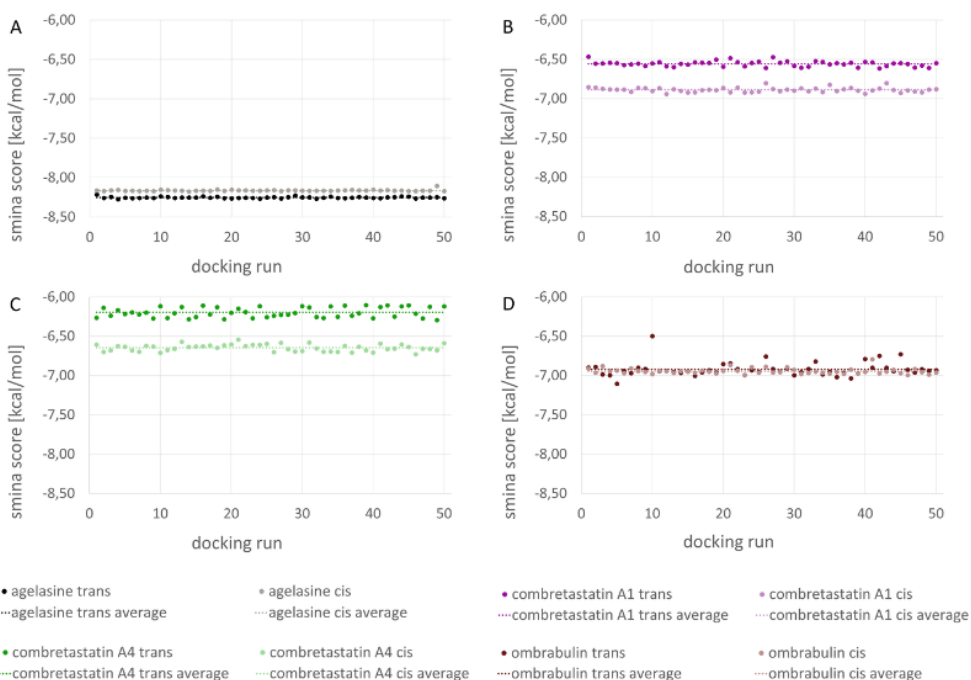 A
-6,00
-6,50
-7,00
-7,50
-8,00
-8,50
smina score [kcal/mol]
0 10 20 30 40 50
docking run
B
-6,00
-6,50
-7,00
-7,50
-8,00
-8,50
smina score [kcal/mol]
0 10 20 30 40 50
docking run
C
-6,00
-6,50
-7,00
-7,50
-8,00
-8,50
smina score [kcal/mol]
0 10 20 30 40 50
docking run
D
-6,00
-6,50
-7,00
-7,50
-8,00
-8,50
smina score [kcal/mol]
0 10 20 30 40 50
docking run
agelasine trans
agelasine trans average
agelasine cis
agelasine cis average
combretastatin A1 trans
combretastatin A1 trans average
combretastatin A1 cis
combretastatin A1 cis average
combretastatin A4 trans
combretastatin A4 trans average
combretastatin A4 cis
combretastatin A4 cis average
ombrabulin trans
ombrabulin trans average
ombrabulin cis
ombrabulin cis average